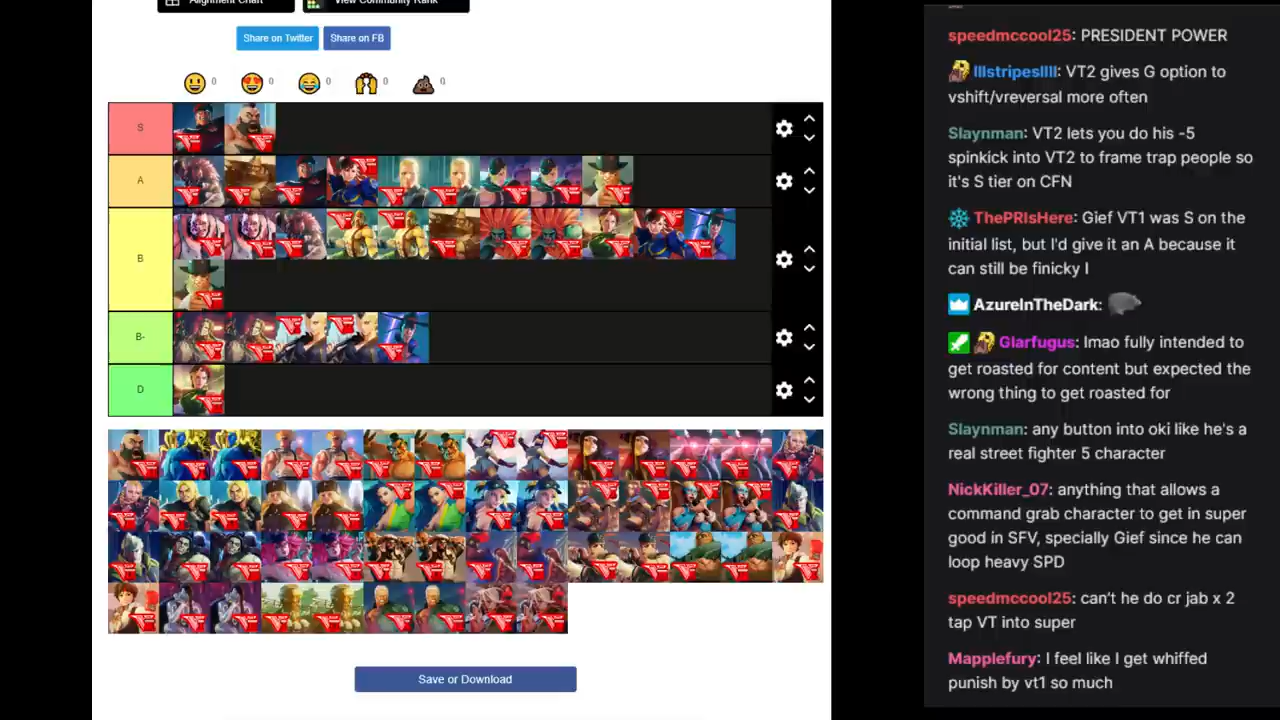 Alignment Chart
View Community Rank
Share on Twitter
Share on FB
0
0
0
0
0
S
A
B
B-
D
Save or Download
speedmccool25: PRESIDENT POWER
lllstripesllll: VT2 gives G option to
vshift/vreversal more often
Slaynman: VT2 lets you do his -5
spinkick into VT2 to frame trap people so
it's S tier on CFN
ThePRIsHere: Gief VT1 was S on the
initial list, but I'd give it an A because it
can still be finicky I
AzureInTheDark:
Glarfugus: lmao fully intended to
get roasted for content but expected the
wrong thing to get roasted for
Slaynman: any button into oki like he's a
real street fighter 5 character
NickKiller_07: anything that allows a
command grab character to get in super
good in SFV, specially Gief since he can
loop heavy SPD
speedmccool25: can't he do cr jab x 2
tap VT into super
Mapplefury: I feel like I get whiffed
punish by vt1 so much